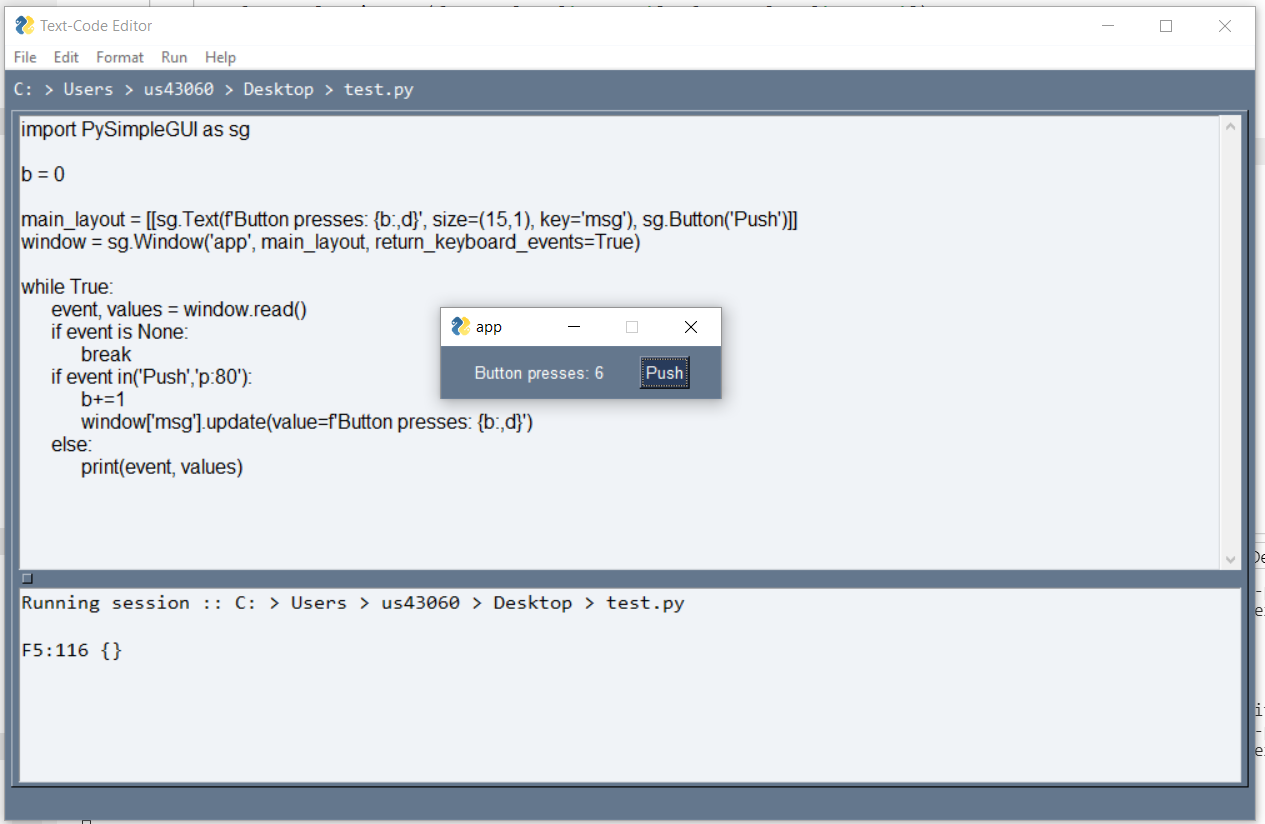 Text-Code Editor
File Edit Format Run Help
C: > Users > us43060 > Desktop > test.py
import PySimpleGUI as sg
b = 0
main_layout = [[sg.Text(f'Button presses: {b:,d}', size=(15,1), key='msg'), sg.Button('Push')]]
window = sg.Window('app', main_layout, return_keyboard_events=True)
while True:
event, values = window.read()
if event is None:
break
if event in('Push','p:80'):
b+=1
window['msg'].update(value=f'Button presses: {b:,d}')
else:
print(event, values)
app
Button presses: 6 Push
Running session :: C: > Users > us43060 > Desktop > test.py
F5:116 {}